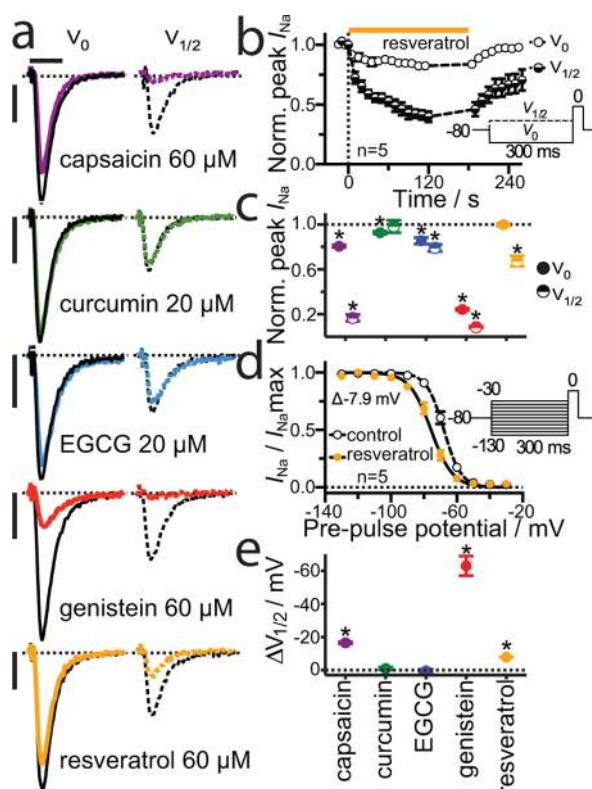 a
V0
V1/2
capsaicin 60 µM
curcumin 20 µM
EGCG 20 µM
genistein 60 µM
resveratrol 60 µM
b
Norm. peak INa
1.0
0.5
0.0
resveratrol
V0
V1/2
n=5
0
-80
V1/2
V0
300 ms
0 120 240
Time / s
c
Norm. peak INa
1.0
0.6
0.2
* * * * * * * * *
V0
V1/2
d
INa / INamax
1.0
0.5
0.0
Δ-7.9 mV
control
resveratrol
n=5
-30
0
-80
-130
300 ms
-140 -100 -60 -20
Pre-pulse potential / mV
e
ΔV1/2 / mV
-60
-40
-20
0
* * *
capsaicin
curcumin
EGCG
genistein
resveratrol